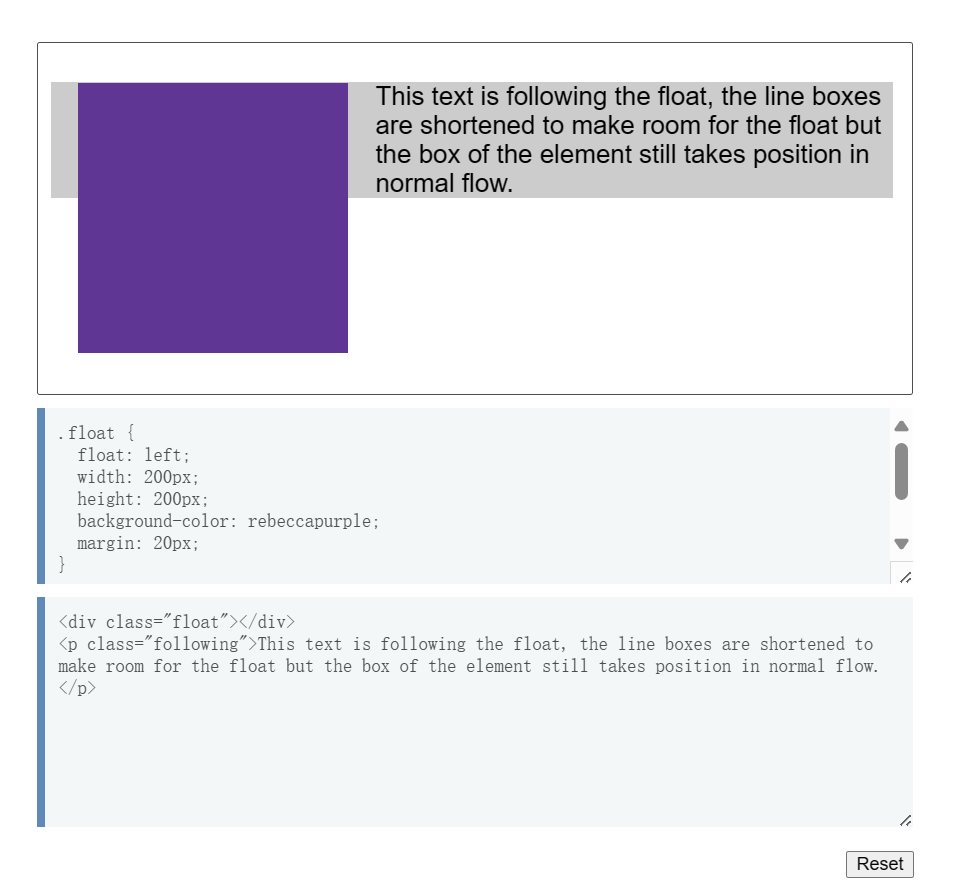 This text is following the float, the line boxes
are shortened to make room for the float but
the box of the element still takes position in
normal flow.
.float {
  float: left;
  width: 200px;
  height: 200px;
  background-color: rebeccapurple;
  margin: 20px;
}
<div class="float"></div>
<p class="following">This text is following the float, the line boxes are shortened to
make room for the float but the box of the element still takes position in normal flow.
</p>
Reset